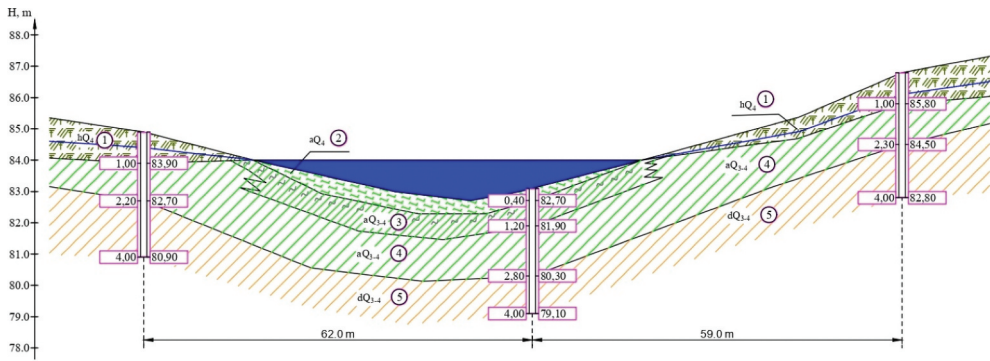 H, m
88.0
87.0
86.0
85.0
84.0
83.0
82.0
81.0
80.0
79.0
78.0
hQ4 1
1,00 83,90
2,20 82,70
4,00 80,90
aQ4 2
aQ3-4 3
aQ3-4 4
dQ3-4 5
0,40 82,70
1,20 81,90
2,80 80,30
4,00 79,10
hQ4 1
aQ3-4 4
dQ3-4 5
1,00 85,80
2,30 84,50
4,00 82,80
62.0 m
59.0 m